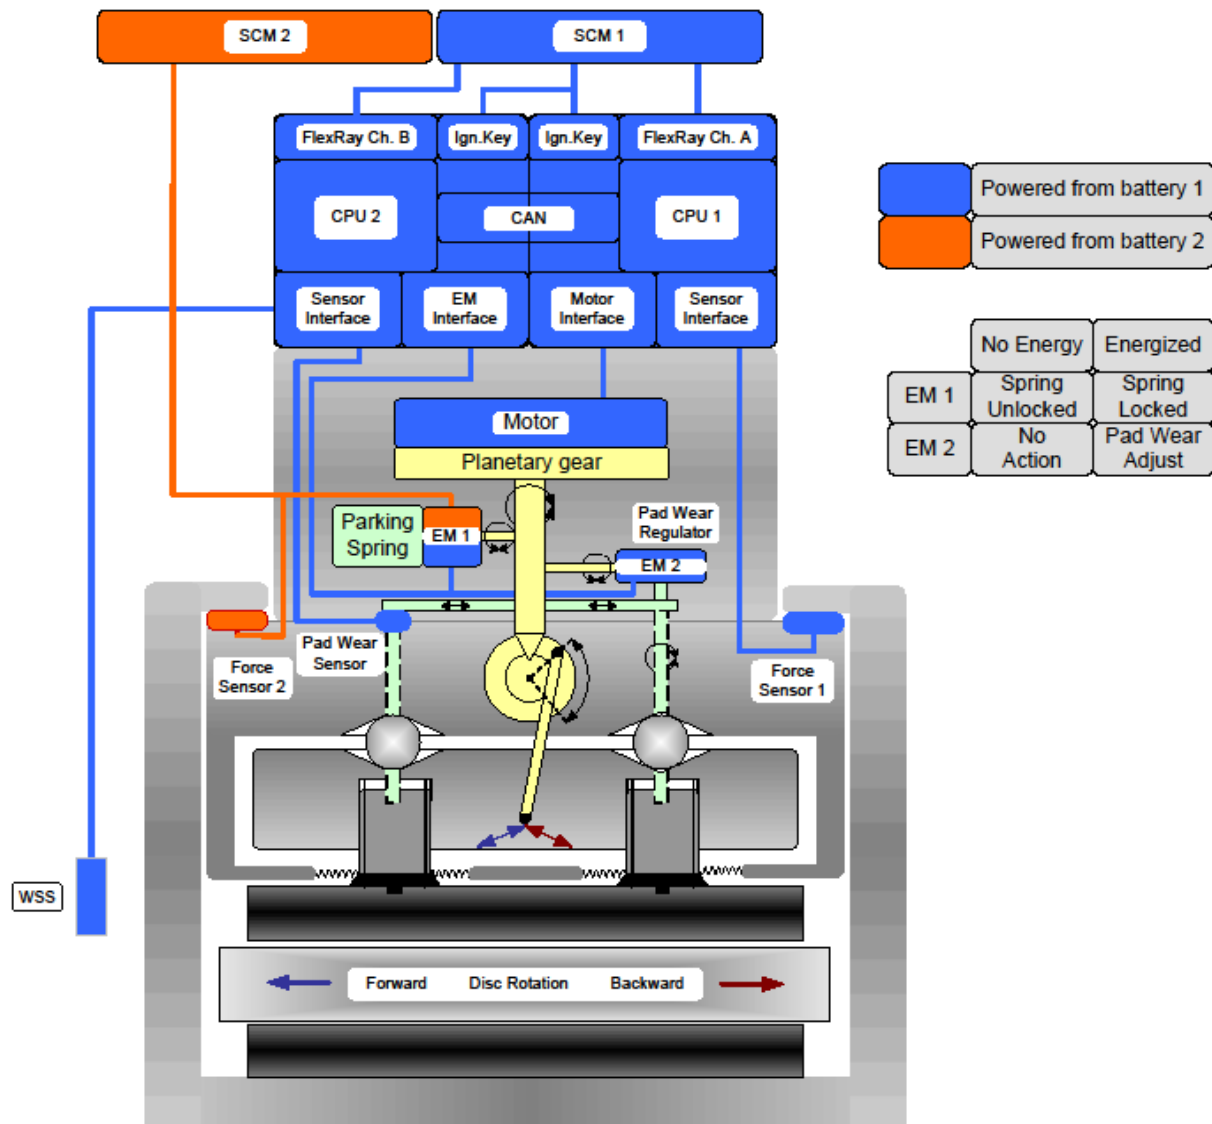 SCM 2
SCM 1
FlexRay Ch. B
Ign.Key
Ign.Key
FlexRay Ch. A
CPU 2
CAN
CPU 1
Sensor
Interface
EM
Interface
Motor
Interface
Sensor
Interface
Powered from battery 1
Powered from battery 2
No Energy
Energized
EM 1
Spring
Unlocked
Spring
Locked
EM 2
No
Action
Pad Wear
Adjust
Motor
Planetary gear
Parking
Spring
EM 1
Pad Wear
Regulator
EM 2
Pad Wear
Sensor
Force
Sensor 2
Force
Sensor 1
WSS
Forward
Disc Rotation
Backward